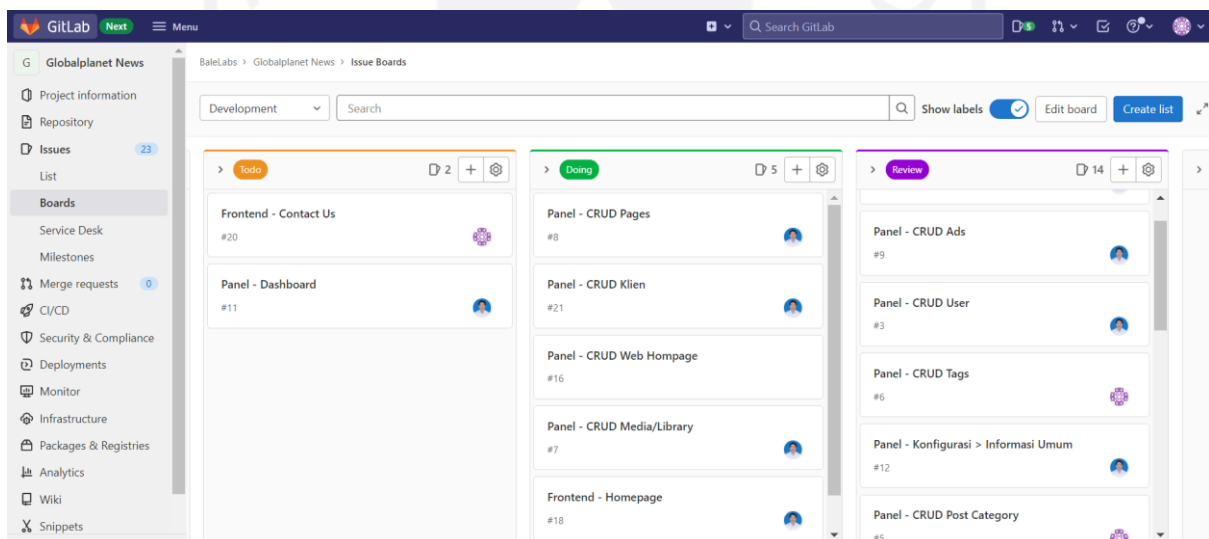 GitLab Next Menu Search GitLab 5
G Globalplanet News
Project information
Repository
Issues 23
List
Boards
Service Desk
Milestones
Merge requests 0
CI/CD
Security & Compliance
Deployments
Monitor
Infrastructure
Packages & Registries
Analytics
Wiki
Snippets
BaleLabs > Globalplanet News > Issue Boards
Development Search Show labels Edit board Create list
Todo 2
Frontend - Contact Us
#20
Panel - Dashboard
#11
Doing 5
Panel - CRUD Pages
#8
Panel - CRUD Klien
#21
Panel - CRUD Web Hompage
#16
Panel - CRUD Media/Library
#7
Frontend - Homepage
#18
Review 14
Panel - CRUD Ads
#9
Panel - CRUD User
#3
Panel - CRUD Tags
#6
Panel - Konfigurasi > Informasi Umum
#12
Panel - CRUD Post Category
#5